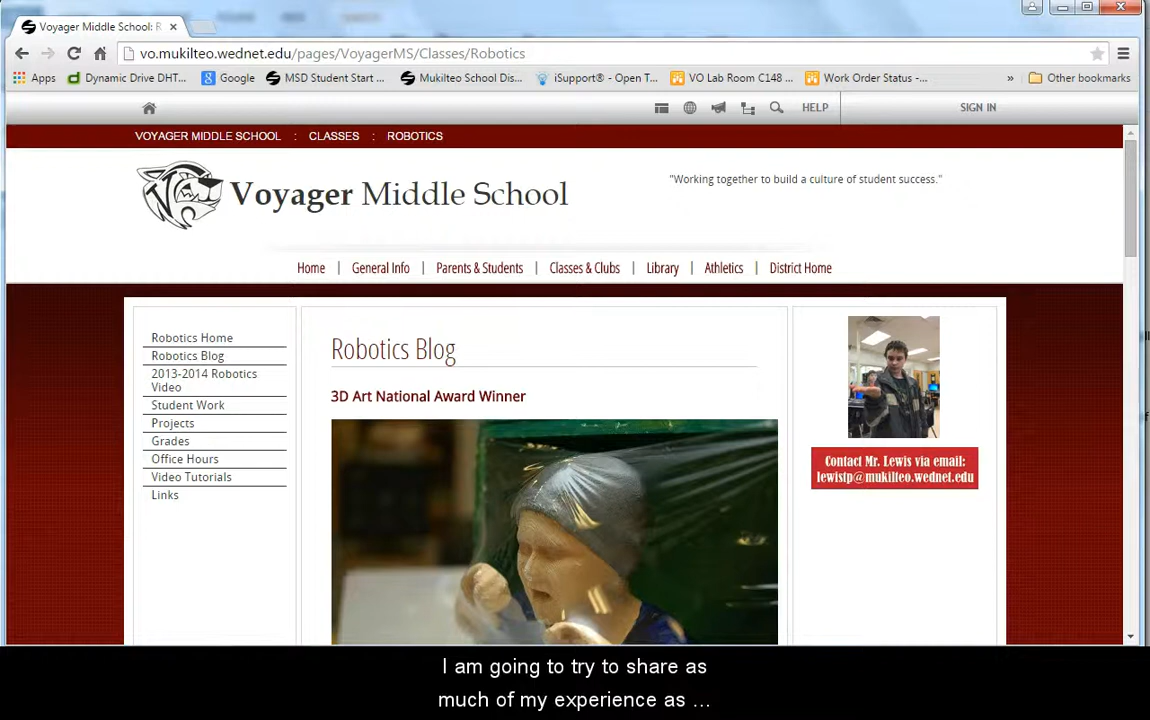 Voyager Middle School: R
vo.mukilteo.wednet.edu/pages/VoyagerMS/Classes/Robotics
Apps Dynamic Drive DHT... Google MSD Student Start ... Mukilteo School Dis... iSupport® - Open T... VO Lab Room C148 ... Work Order Status -... » Other bookmarks
HELP SIGN IN
VOYAGER MIDDLE SCHOOL : CLASSES : ROBOTICS
Voyager Middle School
"Working together to build a culture of student success."
Home | General Info | Parents & Students | Classes & Clubs | Library | Athletics | District Home
Robotics Home
Robotics Blog
2013-2014 Robotics
Video
Student Work
Projects
Grades
Office Hours
Video Tutorials
Links
Robotics Blog
3D Art National Award Winner
Contact Mr. Lewis via email:
lewistp@mukilteo.wednet.edu
I am going to try to share as
much of my experience as ...